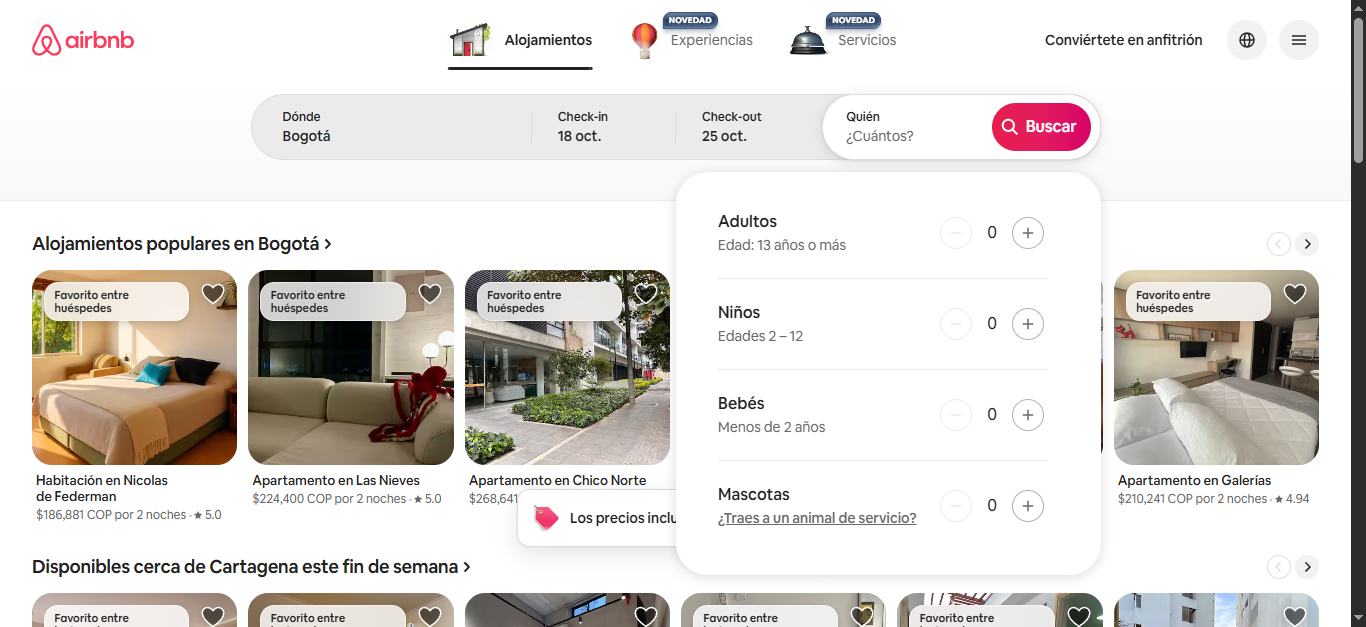 airbnb
Alojamientos
NOVEDAD
Experiencias
NOVEDAD
Servicios
Conviértete en anfitrión
Dónde
Bogotá
Check-in
18 oct.
Check-out
25 oct.
Quién
¿Cuántos?
Buscar
Adultos
Edad: 13 años o más
0
Niños
Edades 2 – 12
0
Bebés
Menos de 2 años
0
Mascotas
¿Traes a un animal de servicio?
0
Alojamientos populares en Bogotá
Favorito entre
huéspedes
Habitación en Nicolas
de Federman
$186,881 COP por 2 noches · ★ 5.0
Favorito entre
huéspedes
Apartamento en Las Nieves
$224,400 COP por 2 noches · ★ 5.0
Favorito entre
huéspedes
Apartamento en Chico Norte
$268,641
Favorito entre
huéspedes
Apartamento en Galerías
$210,241 COP por 2 noches · ★ 4.94
Los precios inclu
Disponibles cerca de Cartagena este fin de semana
Favorito entre
Favorito entre
Favorito entre
Favorito entre